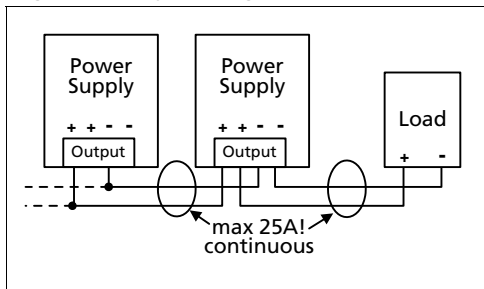 Power
Supply
+ + - -
Output
Power
Supply
+ + - -
Output
Load
+ -
max 25A!
continuous